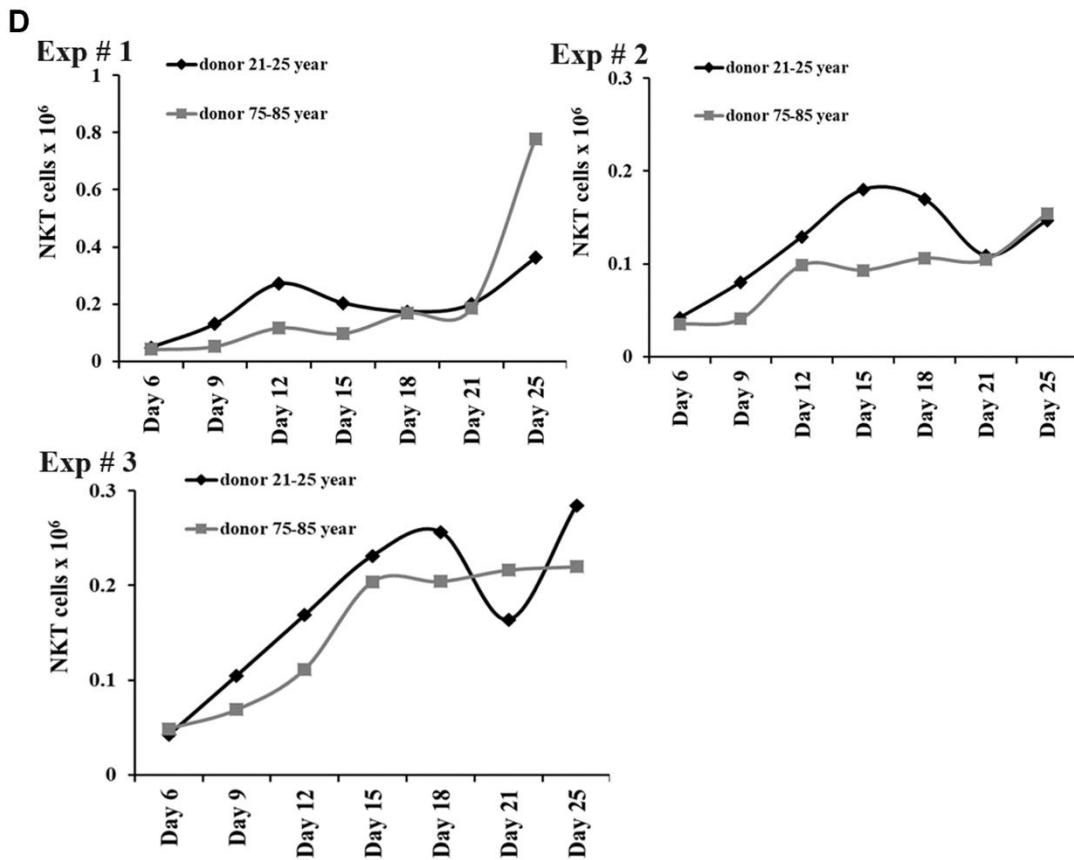 D
Exp # 1
donor 21-25 year
donor 75-85 year
NKT cells x 10⁶
1
0.8
0.6
0.4
0.2
0
Day 6
Day 9
Day 12
Day 15
Day 18
Day 21
Day 25
Exp # 2
donor 21-25 year
donor 75-85 year
NKT cells x 10⁶
0.3
0.2
0.1
0
Day 6
Day 9
Day 12
Day 15
Day 18
Day 21
Day 25
Exp # 3
donor 21-25 year
donor 75-85 year
NKT cells x 10⁶
0.3
0.2
0.1
0
Day 6
Day 9
Day 12
Day 15
Day 18
Day 21
Day 25